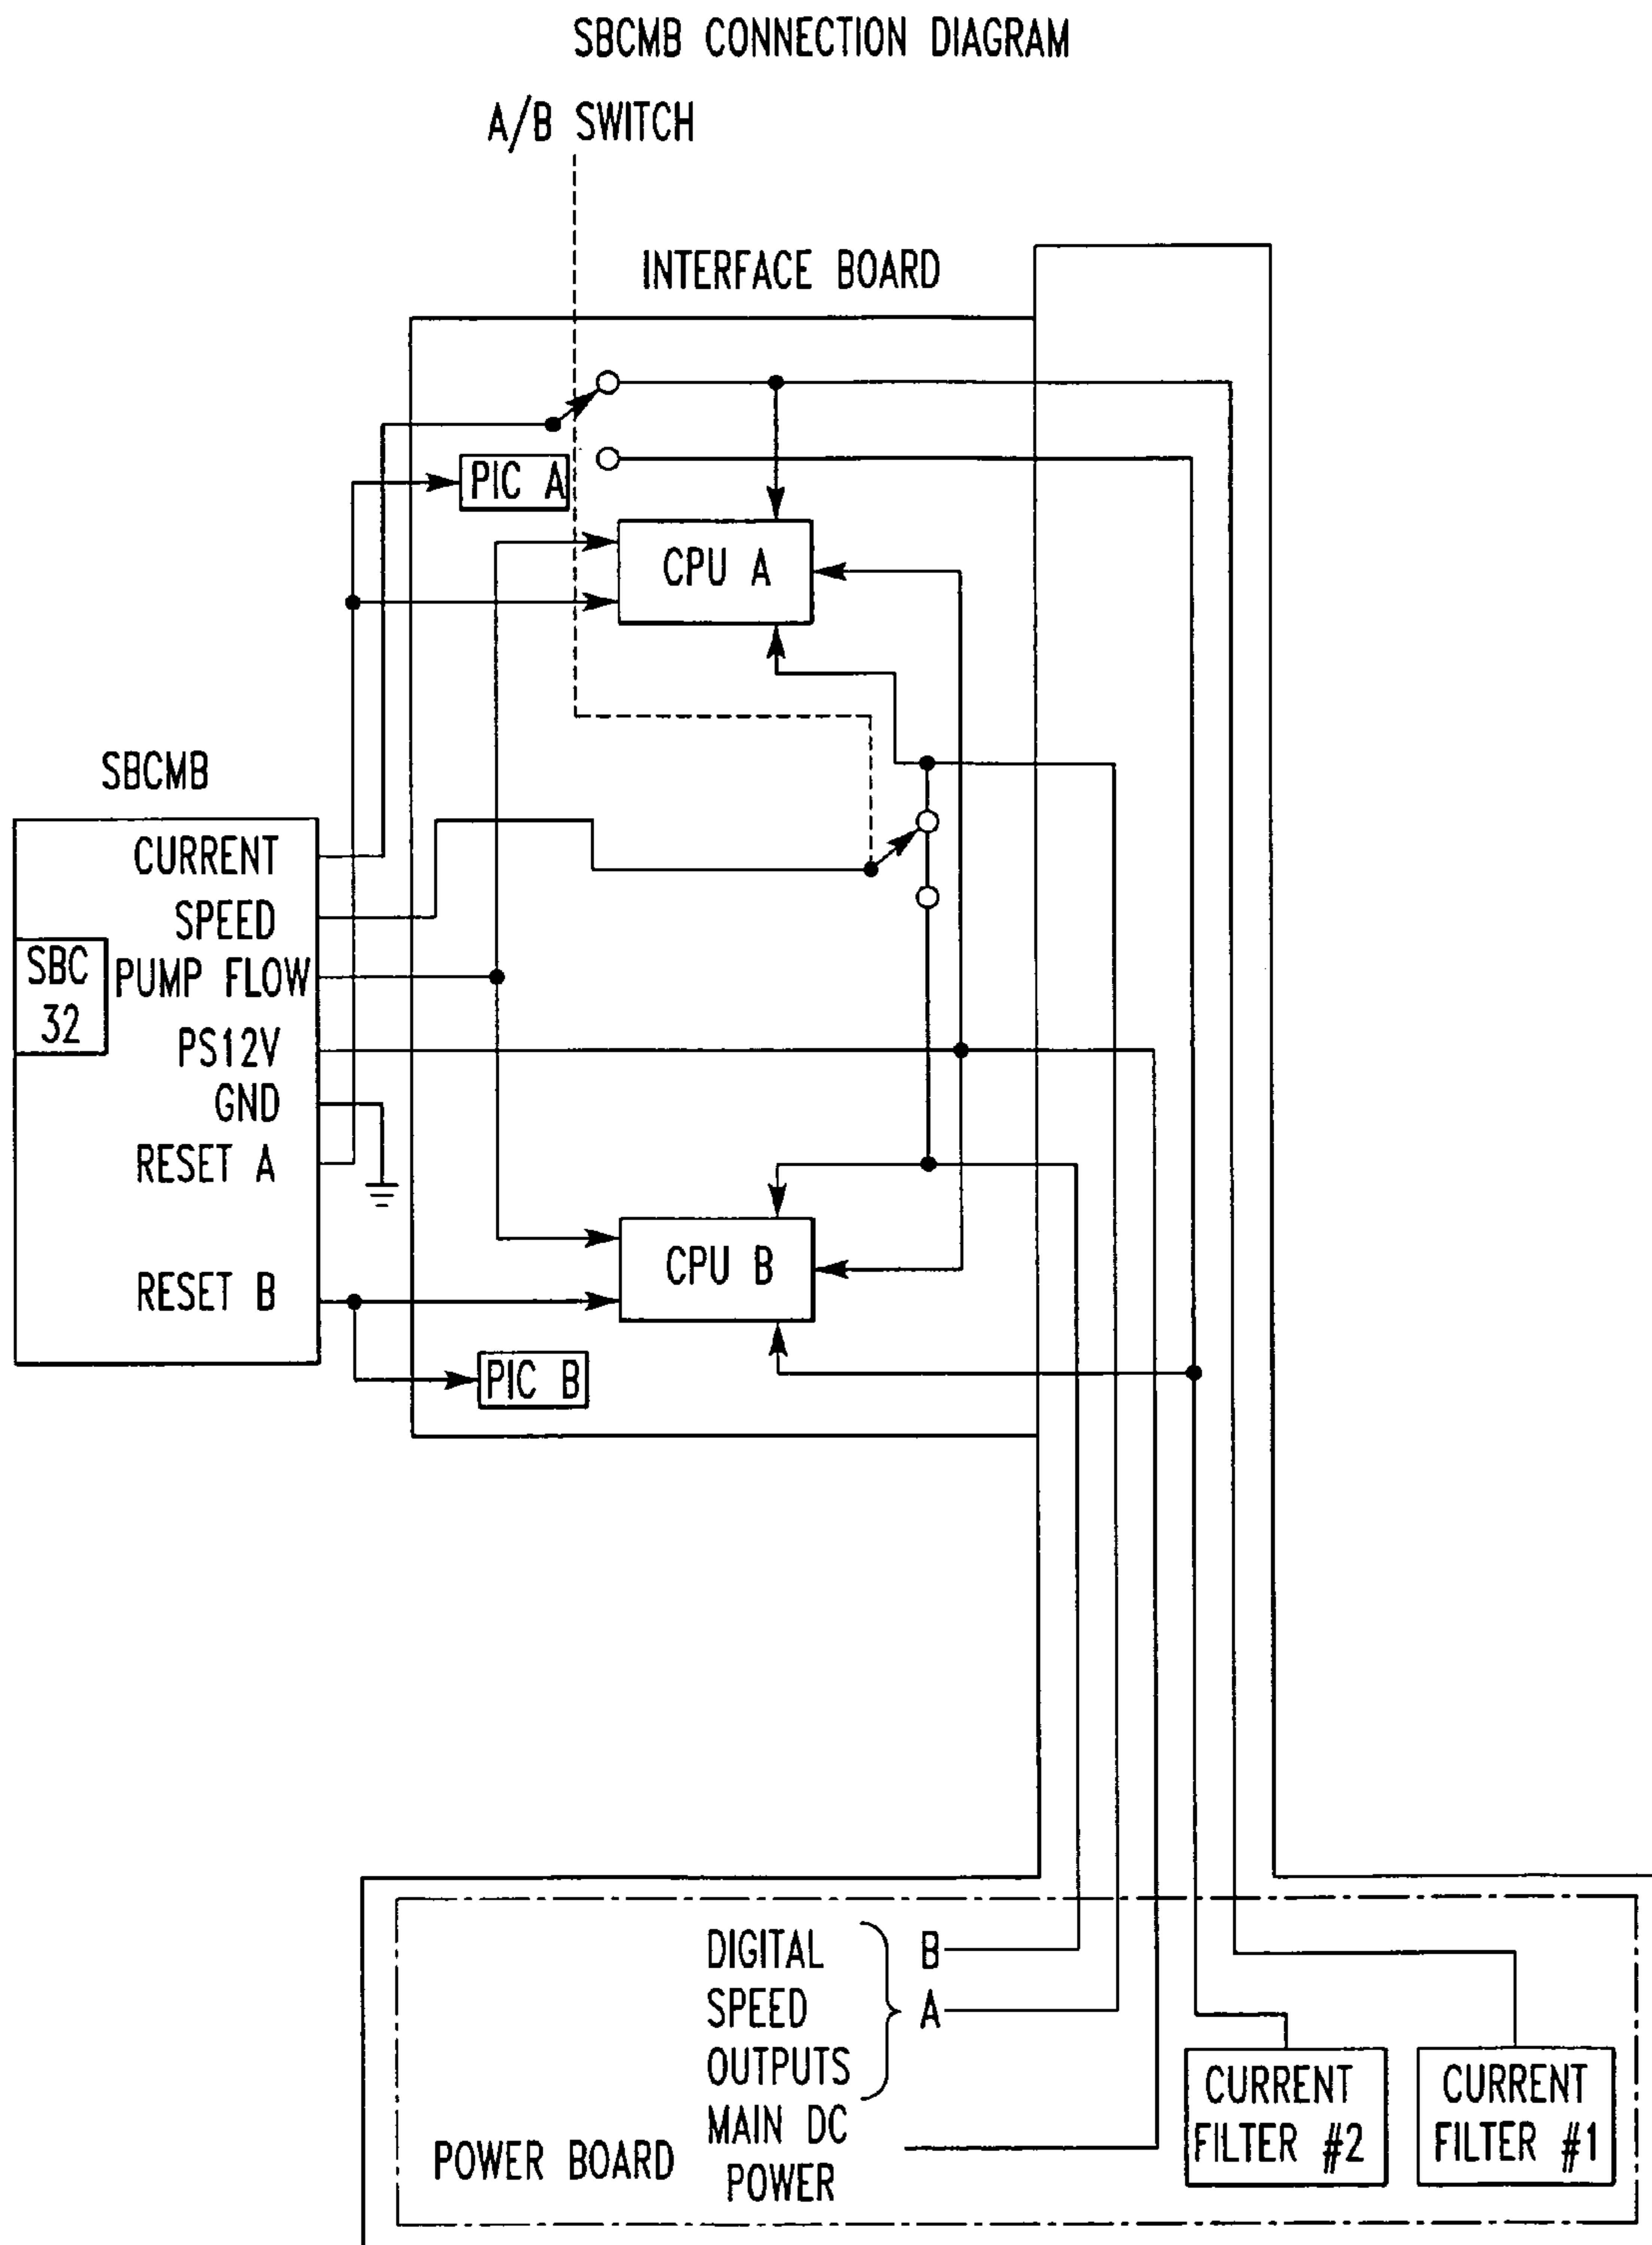 SBCMB CONNECTION DIAGRAM
A/B SWITCH
INTERFACE BOARD
PIC A
CPU A
SBCMB
CURRENT
SPEED
SBC
32
PUMP FLOW
PS12V
GND
RESET A
RESET B
CPU B
PIC B
DIGITAL
SPEED
OUTPUTS
B
A
MAIN DC
POWER
POWER BOARD
CURRENT
FILTER #2
CURRENT
FILTER #1